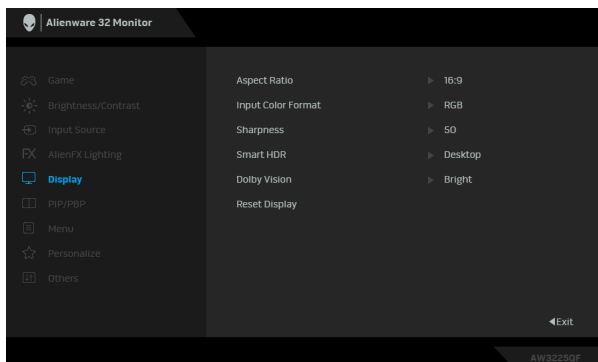 Alienware 32 Monitor
Game
Brightness/Contrast
Input Source
FX AlienFX Lighting
Display
PIP/PBP
Menu
Personalize
Others
Aspect Ratio 16:9
Input Color Format RGB
Sharpness 50
Smart HDR Desktop
Dolby Vision Bright
Reset Display
Exit
AW3225QF